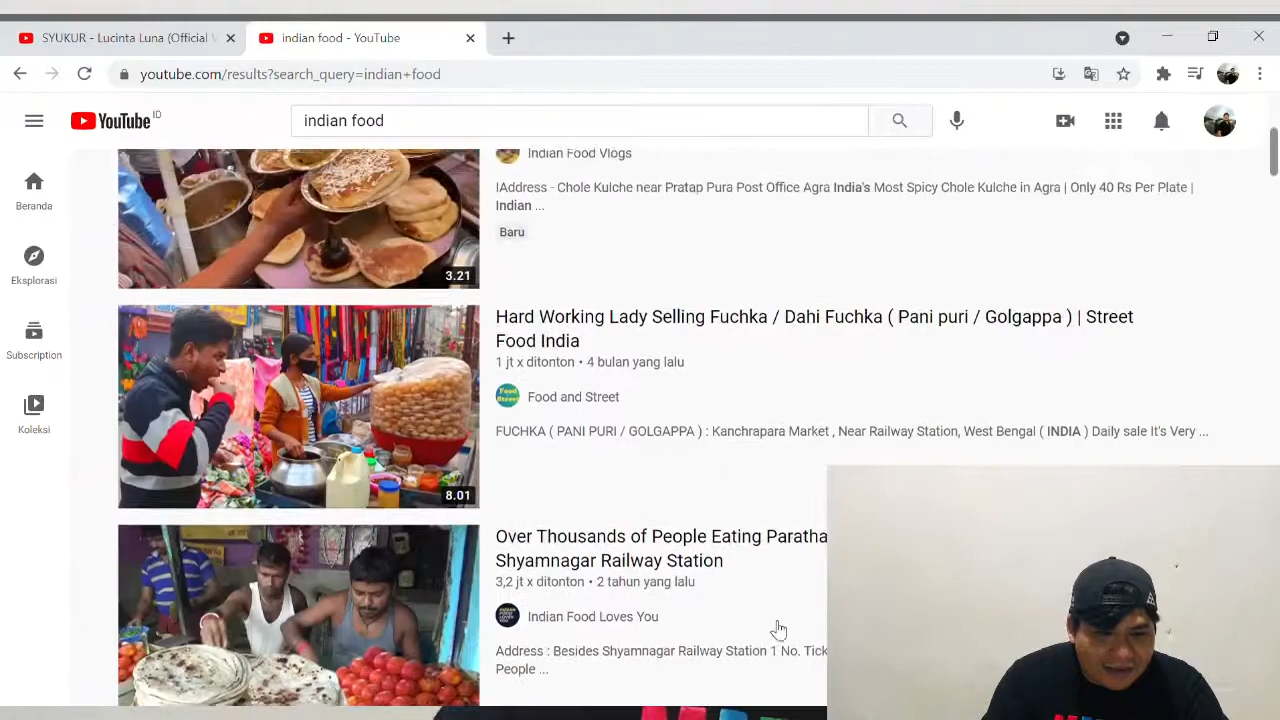 SYUKUR - Lucinta Luna (Official
indian food - YouTube
youtube.com/results?search_query=indian+food
YouTube ID
indian food
Beranda
Eksplorasi
Subscription
Koleksi
3.21
Indian Food Vlogs
!Address - Chole Kulche near Pratap Pura Post Office Agra India's Most Spicy Chole Kulche in Agra | Only 40 Rs Per Plate |
Indian ...
Baru
8.01
Hard Working Lady Selling Fuchka / Dahi Fuchka ( Pani puri / Golgappa ) | Street
Food India
1 jt x ditonton • 4 bulan yang lalu
Food and Street
FUCHKA ( PANI PURI / GOLGAPPA ) : Kanchrapara Market , Near Railway Station, West Bengal ( INDIA ) Daily sale It's Very ...
Over Thousands of People Eating Paratha
Shyamnagar Railway Station
3,2 jt x ditonton • 2 tahun yang lalu
Indian Food Loves You
Address : Besides Shyamnagar Railway Station 1 No. Tick
People ...